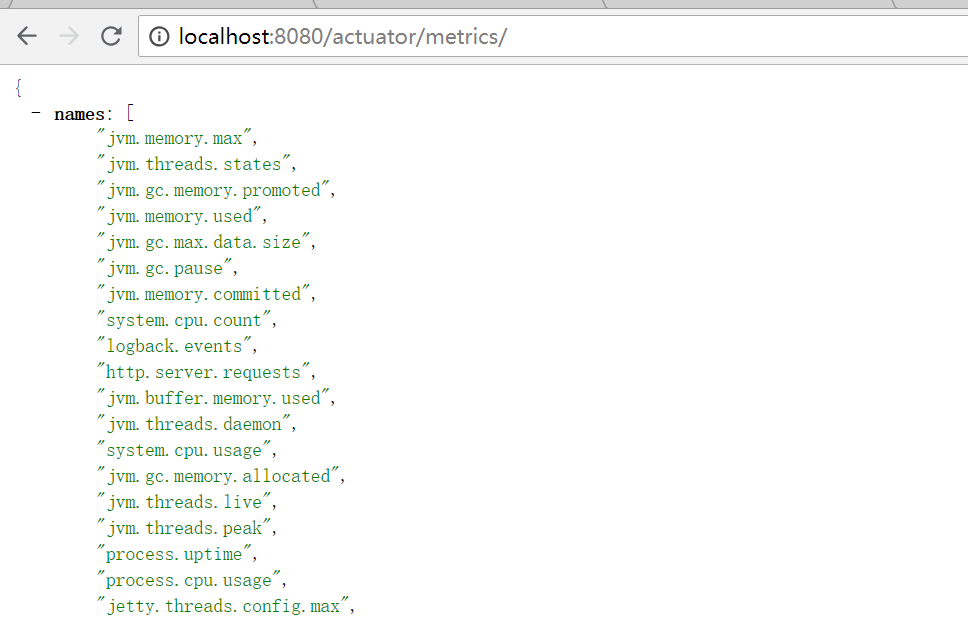 localhost:8080/actuator/metrics/
{
- names: [
"jvm.memory.max",
"jvm.threads.states",
"jvm.gc.memory.promoted",
"jvm.memory.used",
"jvm.gc.max.data.size",
"jvm.gc.pause",
"jvm.memory.committed",
"system.cpu.count",
"logback.events",
"http.server.requests",
"jvm.buffer.memory.used",
"jvm.threads.daemon",
"system.cpu.usage",
"jvm.gc.memory.allocated",
"jvm.threads.live",
"jvm.threads.peak",
"process.uptime",
"process.cpu.usage",
"jetty.threads.config.max",